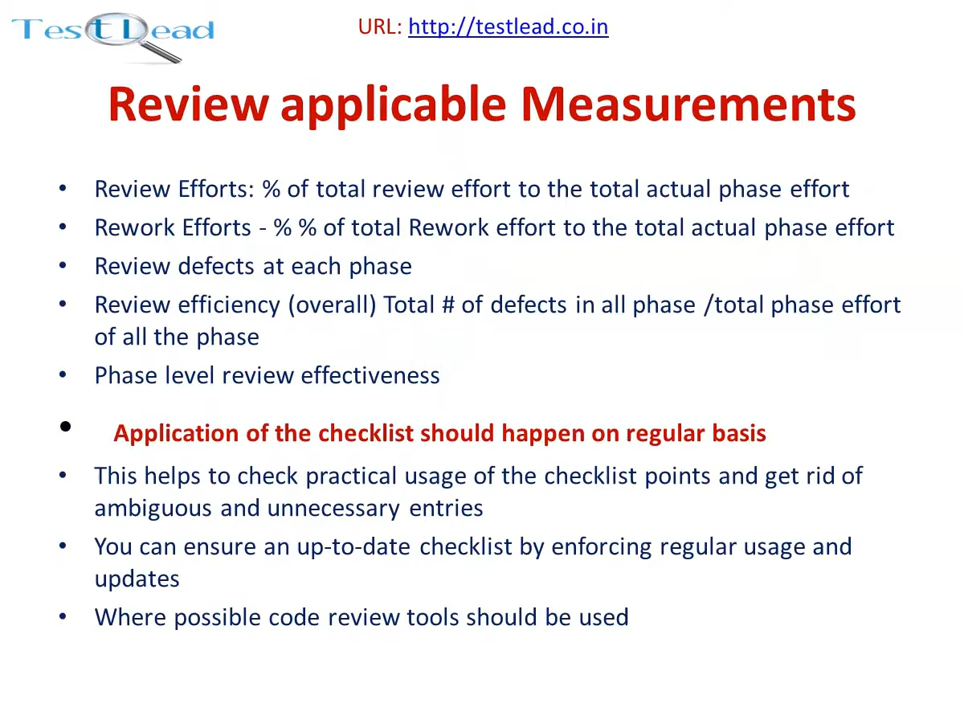 Test Lead
URL: http://testlead.co.in
Review applicable Measurements
• Review Efforts: % of total review effort to the total actual phase effort
• Rework Efforts - % % of total Rework effort to the total actual phase effort
• Review defects at each phase
• Review efficiency (overall) Total # of defects in all phase /total phase effort
of all the phase
• Phase level review effectiveness
• Application of the checklist should happen on regular basis
• This helps to check practical usage of the checklist points and get rid of
ambiguous and unnecessary entries
• You can ensure an up-to-date checklist by enforcing regular usage and
updates
• Where possible code review tools should be used